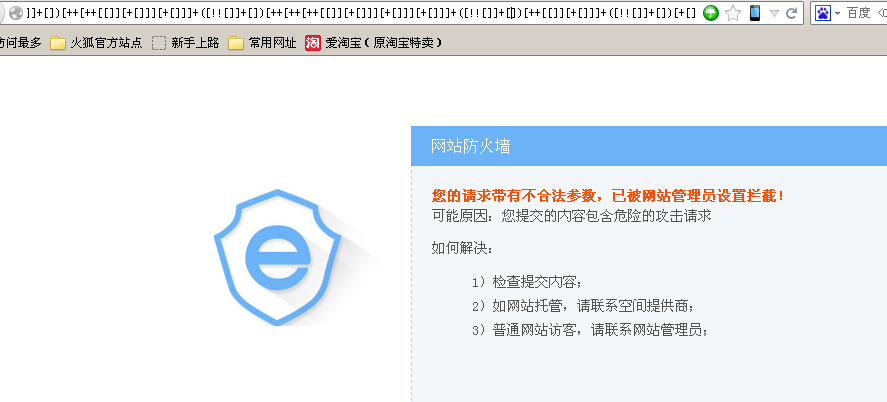 ]]+[])[++[++[[]][+[]]][+[]]]+([!![]]+[])[++[++[++[[]][+[]]][+[]]][+[]]]+([!![]]+[])[++[[]][+[]]]+([!![]]+[])[+[]
百度
访问最多 火狐官方站点 新手上路 常用网址 淘 爱淘宝（原淘宝特卖）
网站防火墙
您的请求带有不合法参数，已被网站管理员设置拦截！
可能原因：您提交的内容包含危险的攻击请求
如何解决：
1）检查提交内容；
2）如网站托管，请联系空间提供商；
3）普通网站访客，请联系网站管理员；